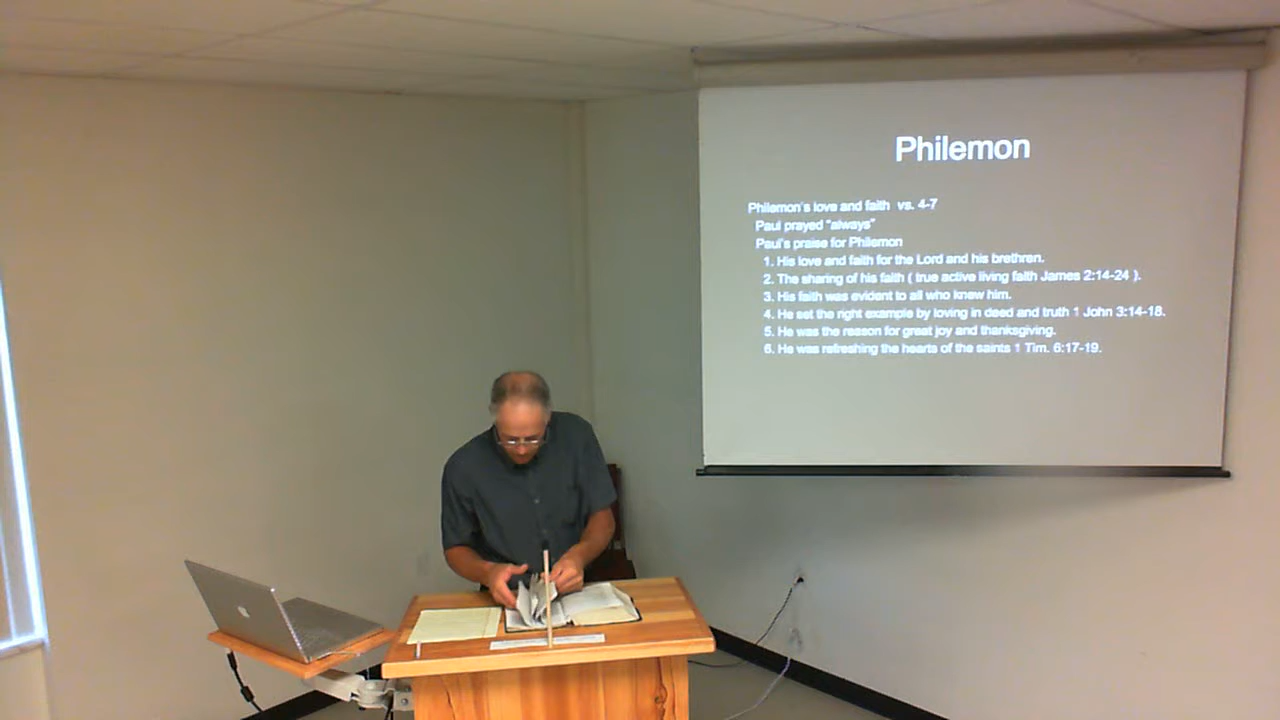 Philemon
Philemon's love and faith vs. 4-7
Paul prayed "always"
Paul's praise for Philemon
1. His love and faith for the Lord and his brethren.
2. The sharing of his faith ( true active living faith James 2:14-24 ).
3. His faith was evident to all who knew him.
4. He set the right example by loving in deed and truth 1 John 3:14-18.
5. He was the reason for great joy and thanksgiving.
6. He was refreshing the hearts of the saints 1 Tim. 6:17-19.